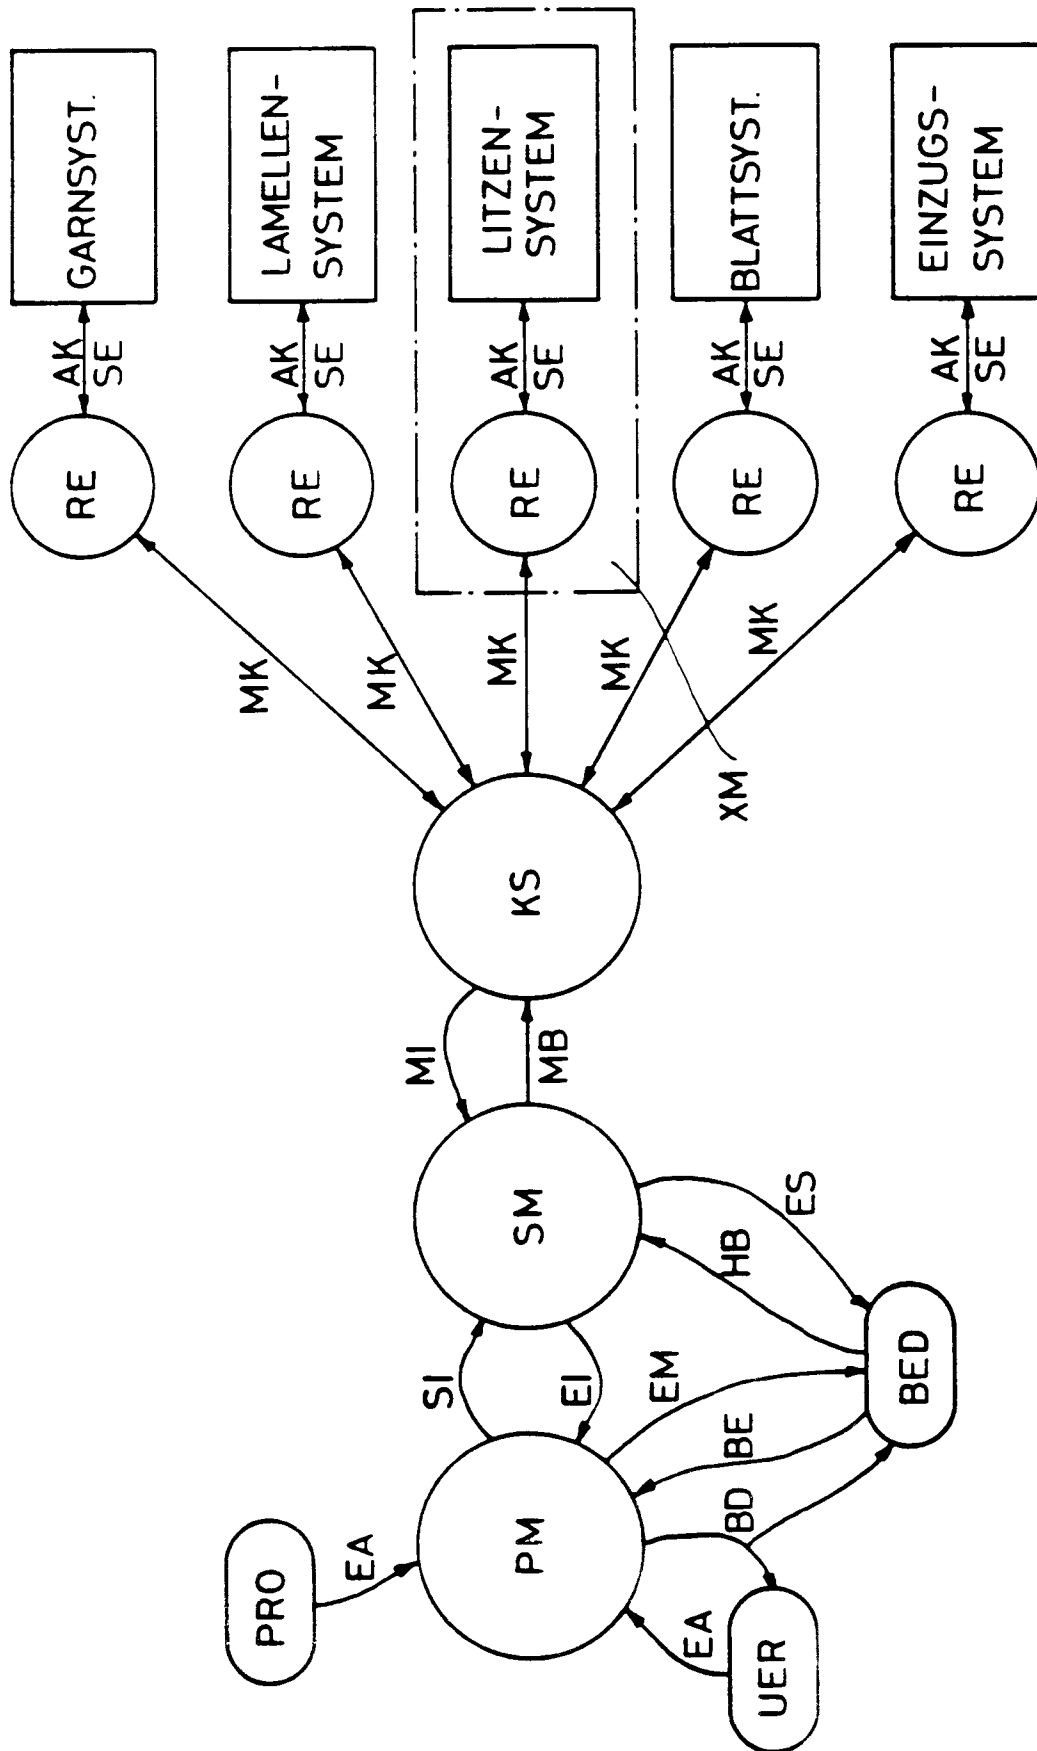 PRO
EA
PM
UER
EA
BD
BE
EM
BED
SI
EI
SM
HB
ES
MI
MB
KS
MK
MK
MK
MK
MK
XM
RE
AK
SE
GARNSYST.
RE
AK
SE
LAMELLEN-
SYSTEM
RE
AK
SE
LITZEN-
SYSTEM
RE
AK
SE
BLATTSYST.
RE
AK
SE
EINZUGS-
SYSTEM